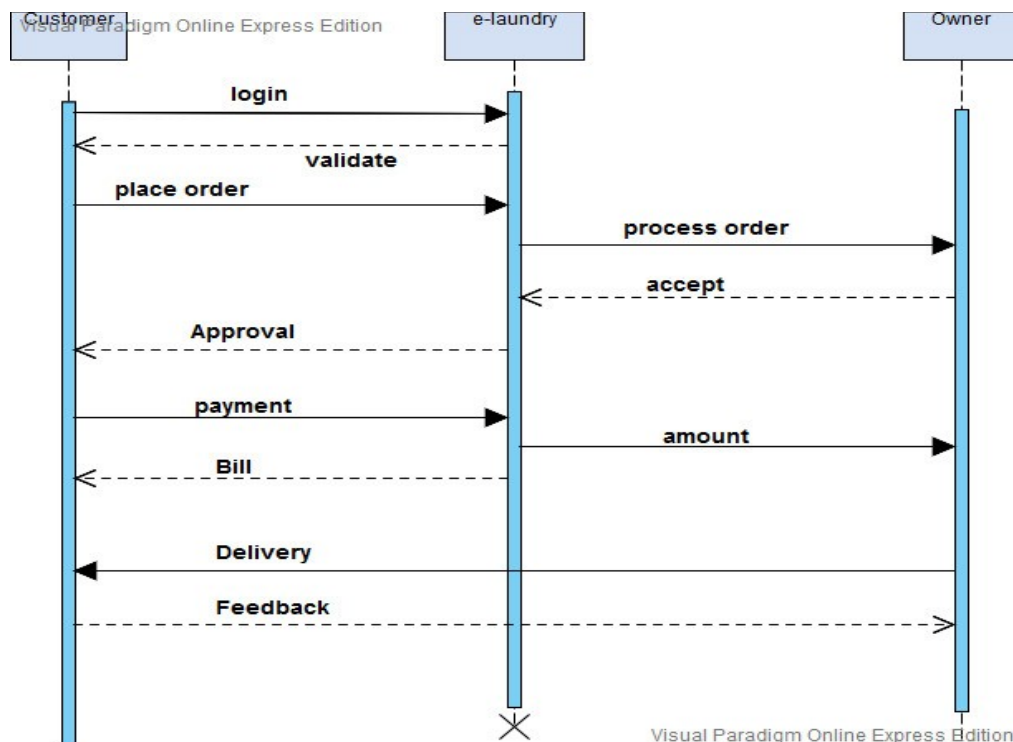 Customer
Visual Paradigm Online Express Edition
e-laundry
Owner
login
validate
place order
process order
accept
Approval
payment
amount
Bill
Delivery
Feedback
Visual Paradigm Online Express Edition